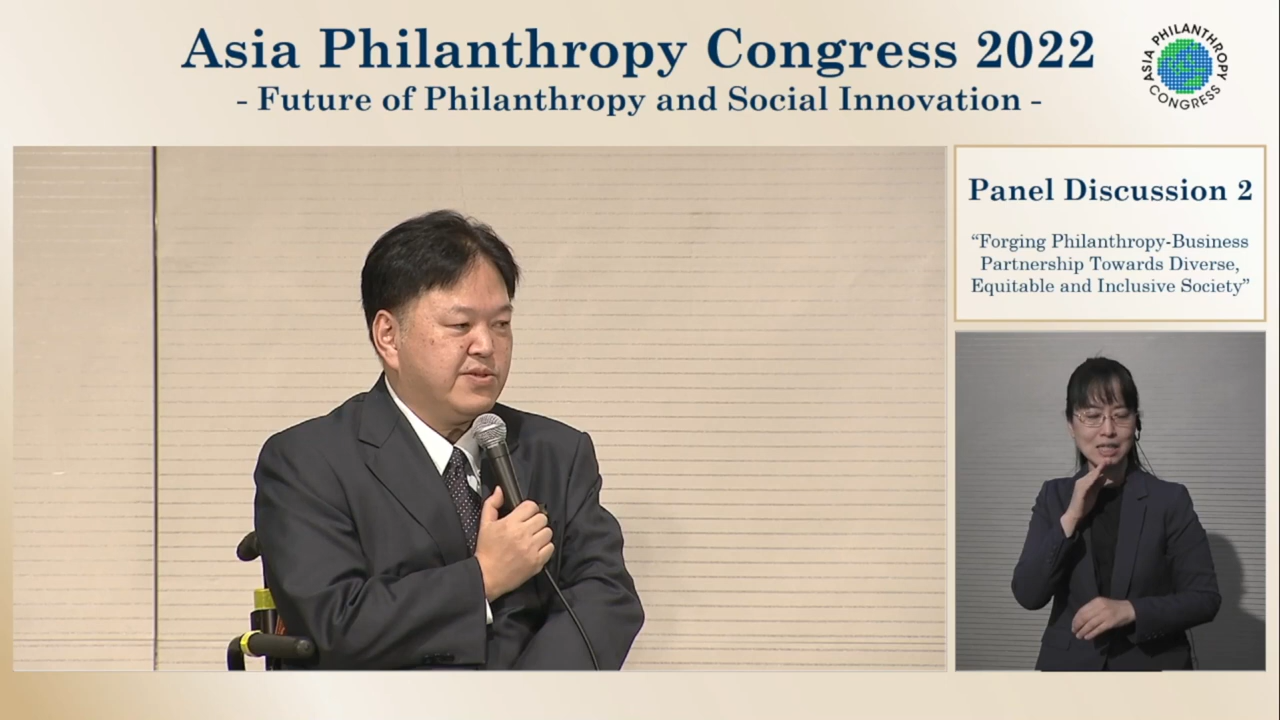 Asia Philanthropy Congress 2022
- Future of Philanthropy and Social Innovation -
ASIA PHILANTHROPY
CONGRESS
Panel Discussion 2
“Forging Philanthropy-Business
Partnership Towards Diverse,
Equitable and Inclusive Society”